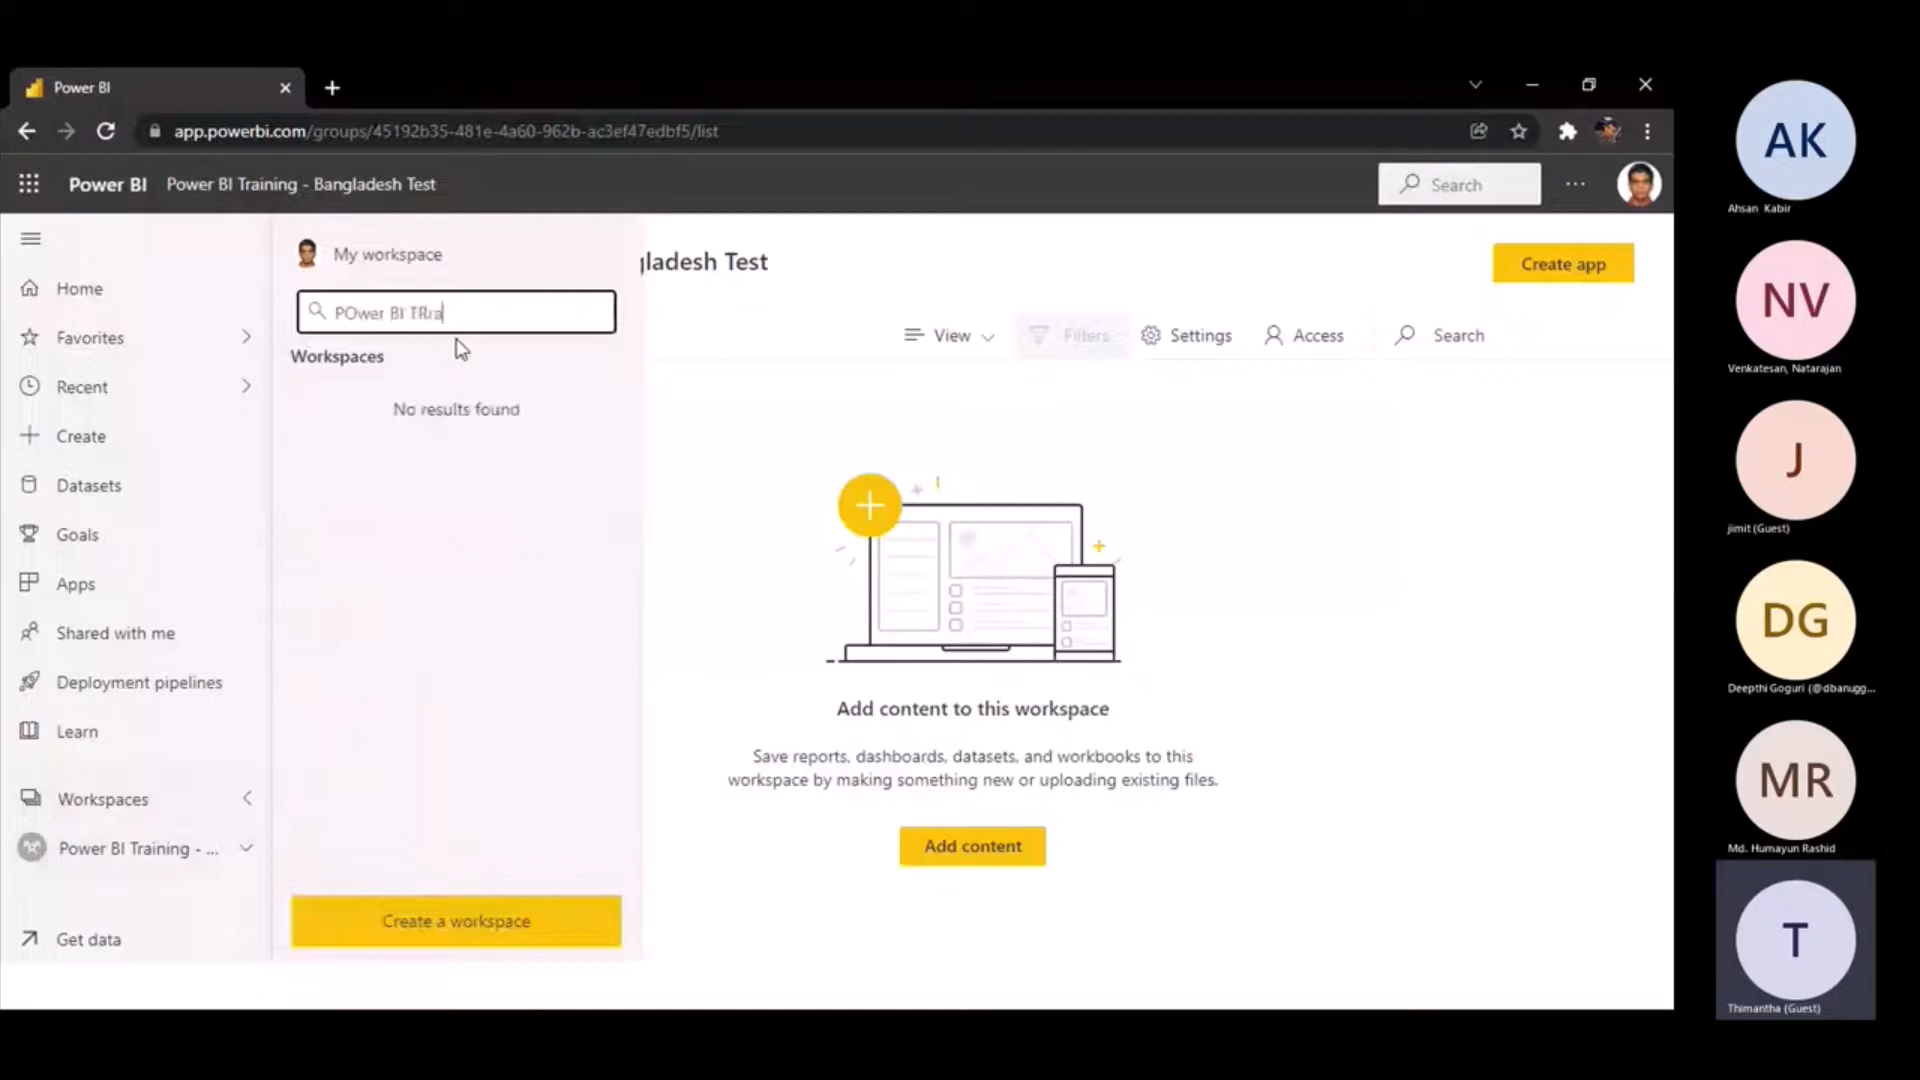 Power BI
app.powerbi.com/groups/45192b35-481e-4a60-962b-ac3ef47edbf5/list
Power BI Power BI Training - Bangladesh Test
Search
My workspace
gladesh Test
Create app
POwer BI TRra
Workspaces
No results found
View
Filters
Settings
Access
Search
Home
Favorites
Recent
Create
Datasets
Goals
Apps
Shared with me
Deployment pipelines
Learn
Workspaces
Power BI Training - ...
Get data
Create a workspace
Add content to this workspace
Save reports, dashboards, datasets, and workbooks to this
workspace by making something new or uploading existing files.
Add content
AK
Ahsan Kabir
NV
Venkatesan, Natarajan
J
jimit (Guest)
DG
Deepthi Goguri (@dbanugg...
MR
Md. Humayun Rashid
T
Thimantha (Guest)